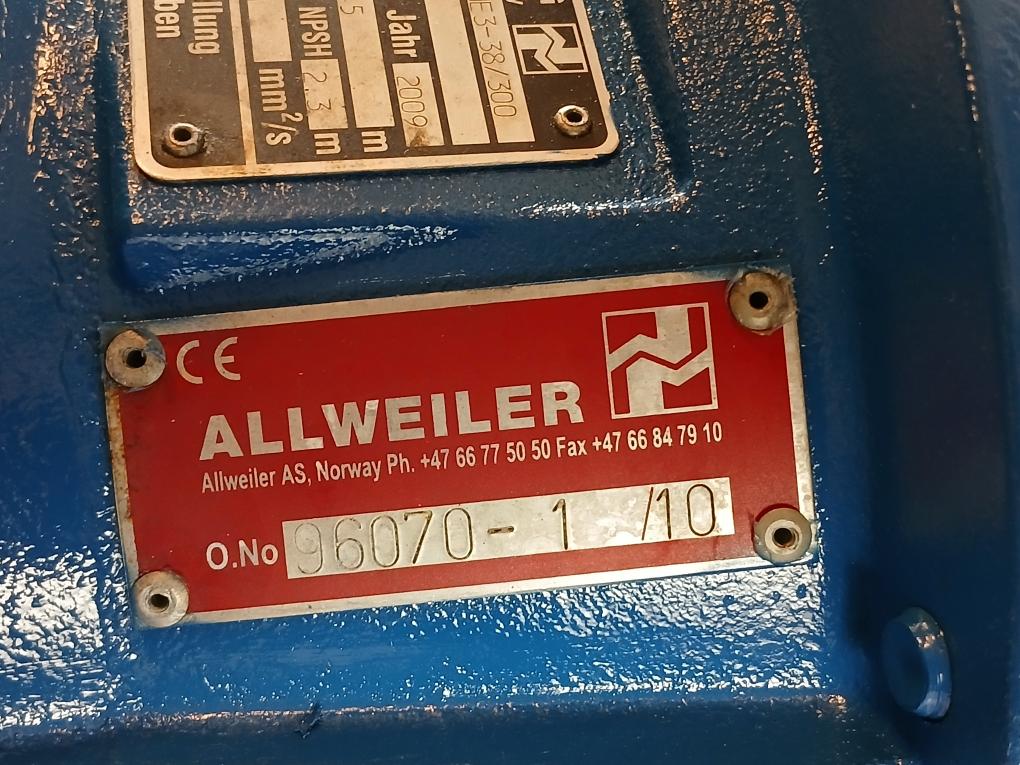 E3-38/300
Jahr 2009
5 m
NPSH 2.3 m
mm²/s
llung
ben
CE
ALLWEILER
Allweiler AS, Norway Ph. +47 66 77 50 50 Fax +47 66 84 79 10
O.No 96070-1 /10